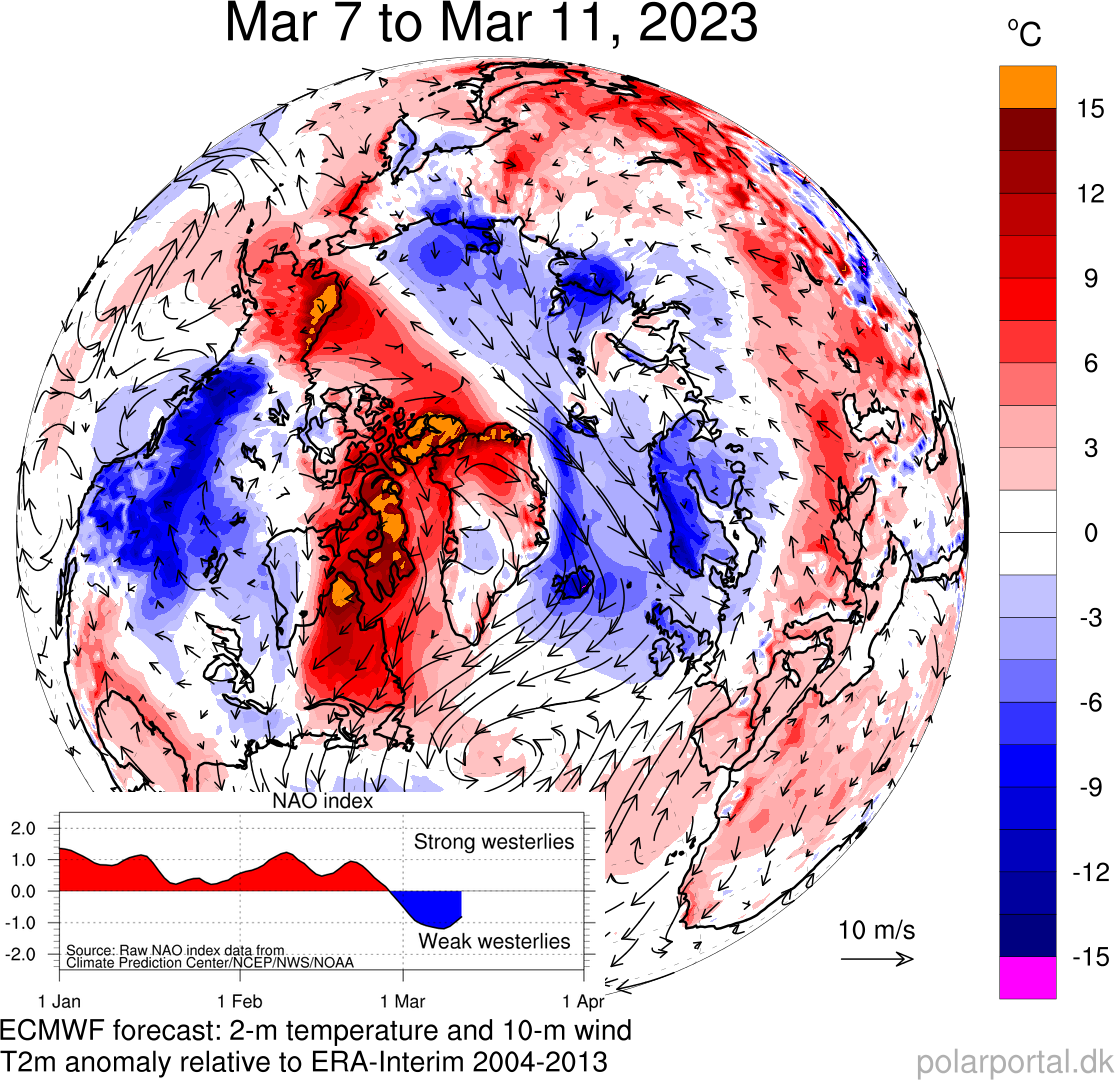 Mar 7 to Mar 11, 2023
°C
15
12
9
6
3
0
-3
-6
-9
-12
-15
NAO index
2.0
1.0
0.0
-1.0
-2.0
Strong westerlies
Weak westerlies
Source: Raw NAO index data from
Climate Prediction Center/NCEP/NWS/NOAA
1 Jan
1 Feb
1 Mar
1 Apr
10 m/s
ECMWF forecast: 2-m temperature and 10-m wind
T2m anomaly relative to ERA-Interim 2004-2013
polarportal.dk